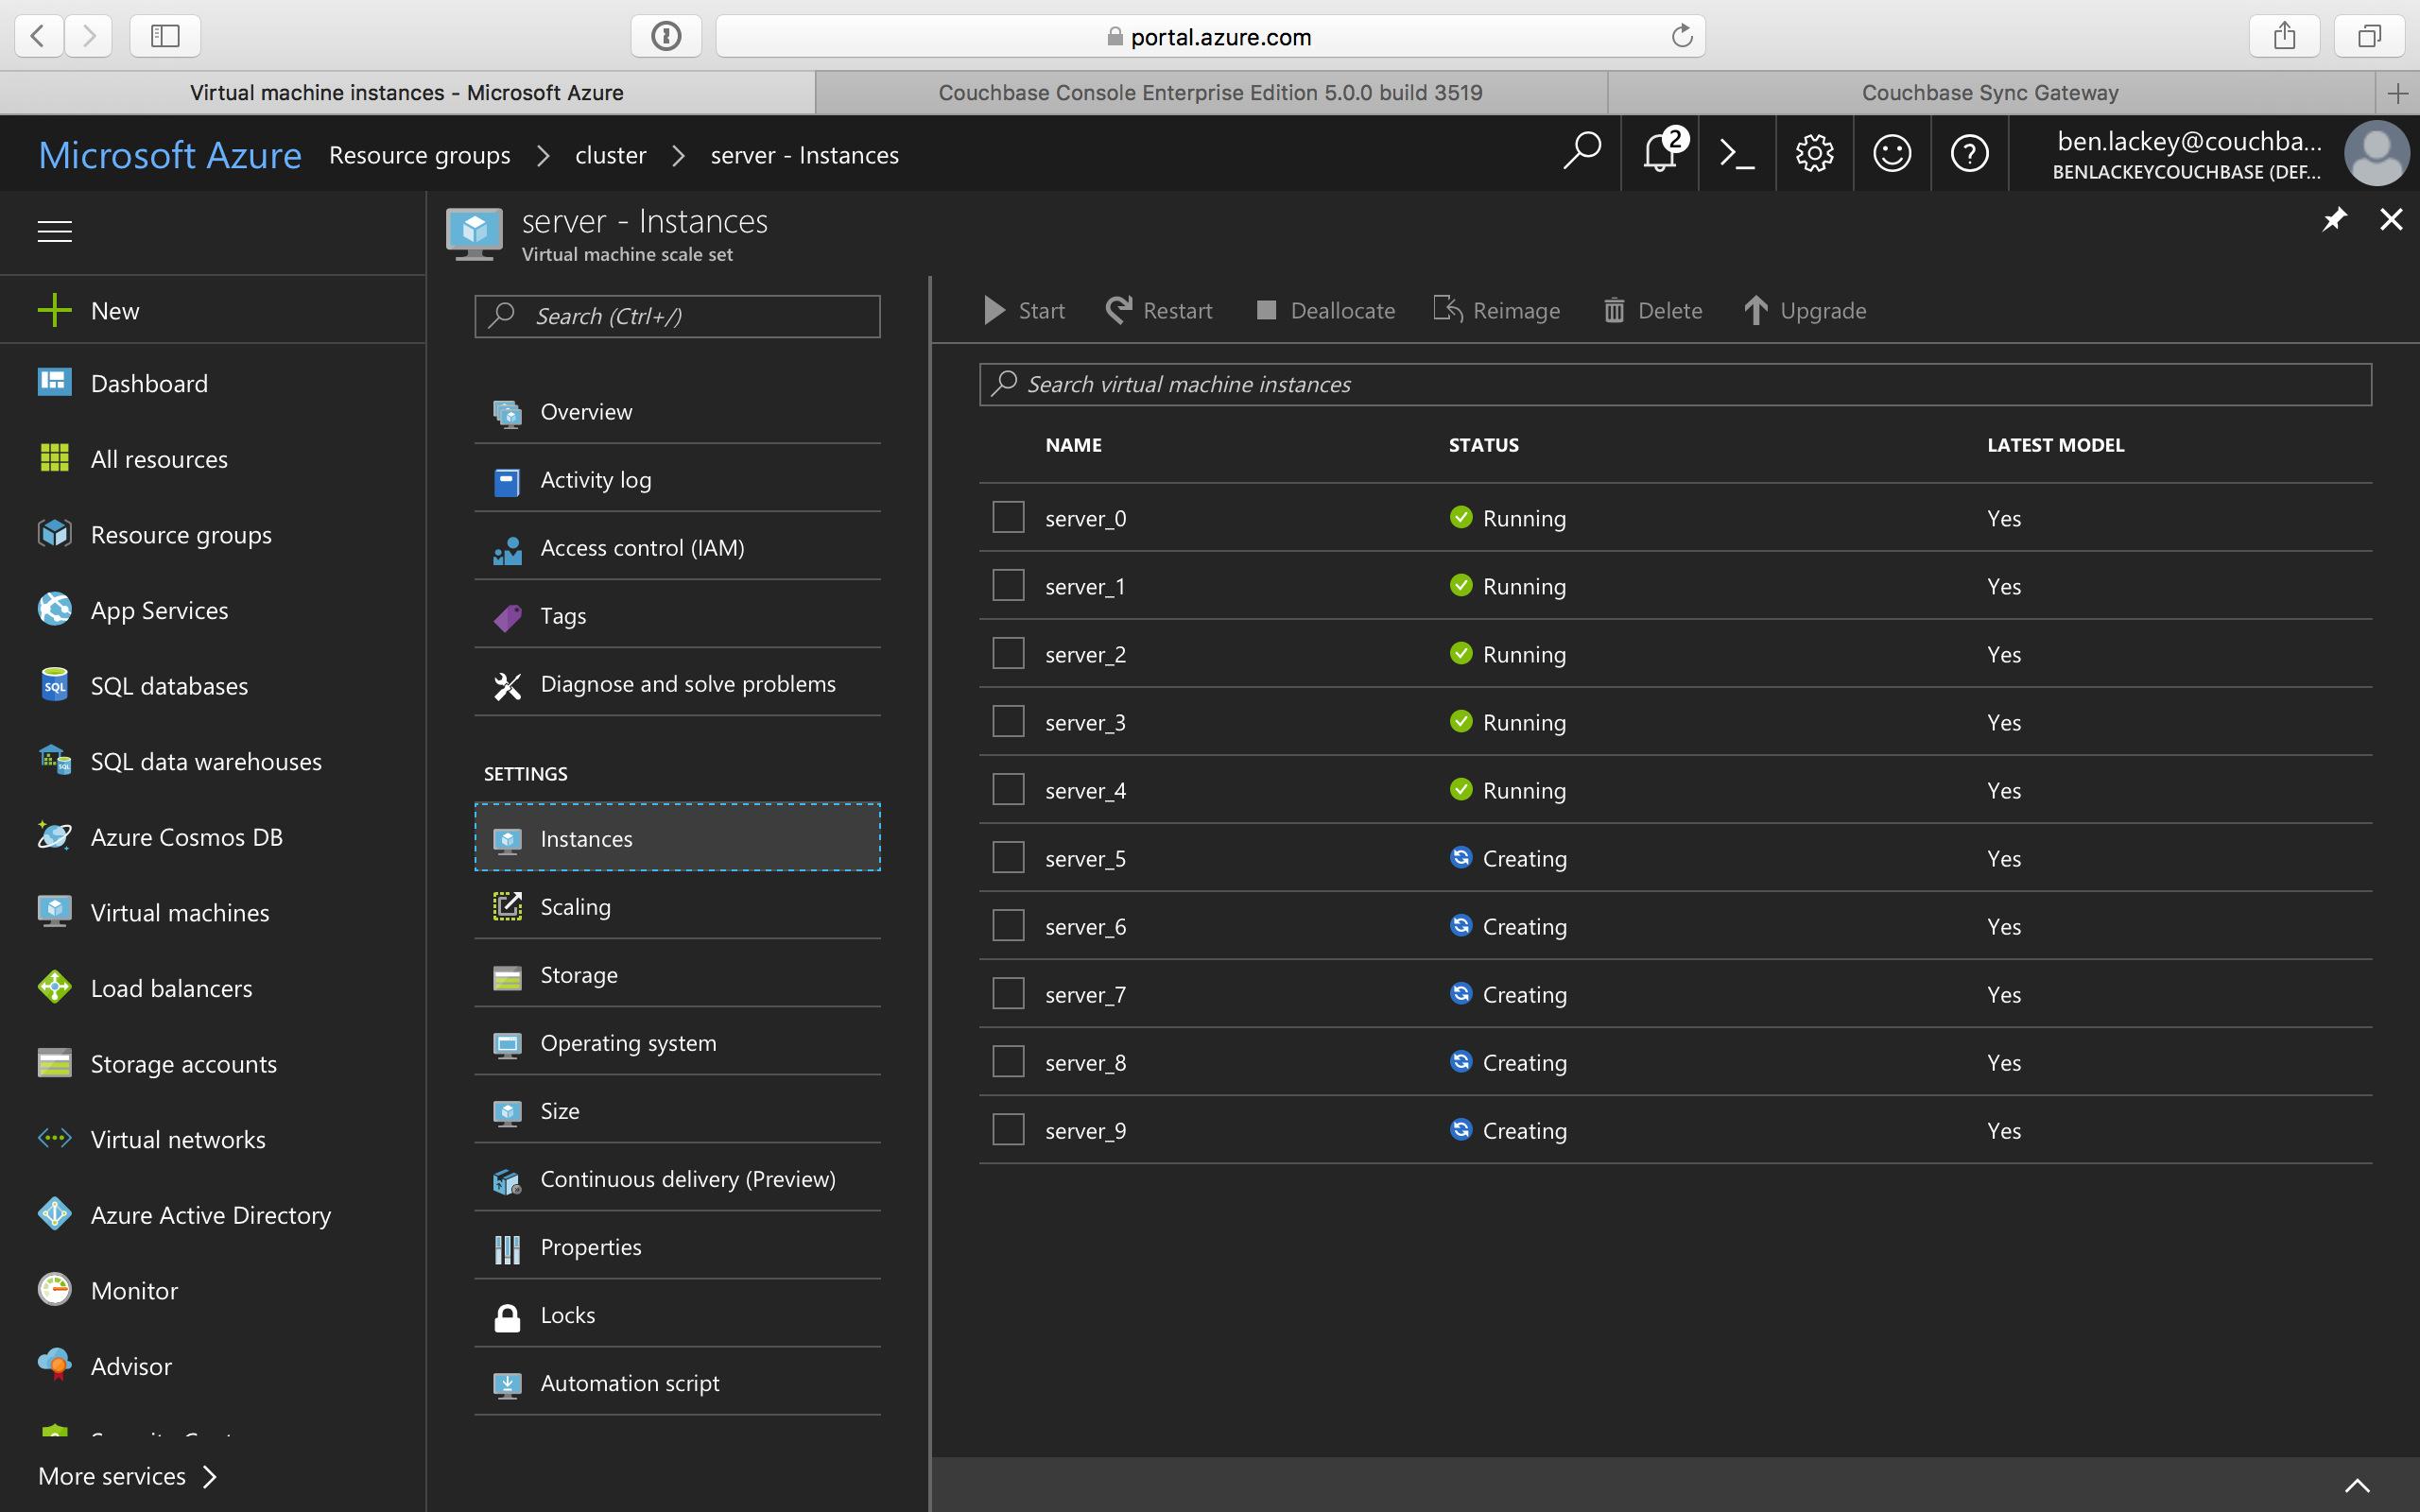 portal.azure.com
Virtual machine instances - Microsoft Azure
Couchbase Console Enterprise Edition 5.0.0 build 3519
Couchbase Sync Gateway
Microsoft Azure
Resource groups
cluster
server - Instances
2
ben.lackey@couchba...
BENLACKEYCOUCHBASE (DEF...
New
Dashboard
All resources
Resource groups
App Services
SQL databases
SQL data warehouses
Azure Cosmos DB
Virtual machines
Load balancers
Storage accounts
Virtual networks
Azure Active Directory
Monitor
Advisor
More services
server - Instances
Virtual machine scale set
Search (Ctrl+/)
Overview
Activity log
Access control (IAM)
Tags
Diagnose and solve problems
SETTINGS
Instances
Scaling
Storage
Operating system
Size
Continuous delivery (Preview)
Properties
Locks
Automation script
Start
Restart
Deallocate
Reimage
Delete
Upgrade
Search virtual machine instances
NAME STATUS LATEST MODEL
server_0 Running Yes
server_1 Running Yes
server_2 Running Yes
server_3 Running Yes
server_4 Running Yes
server_5 Creating Yes
server_6 Creating Yes
server_7 Creating Yes
server_8 Creating Yes
server_9 Creating Yes